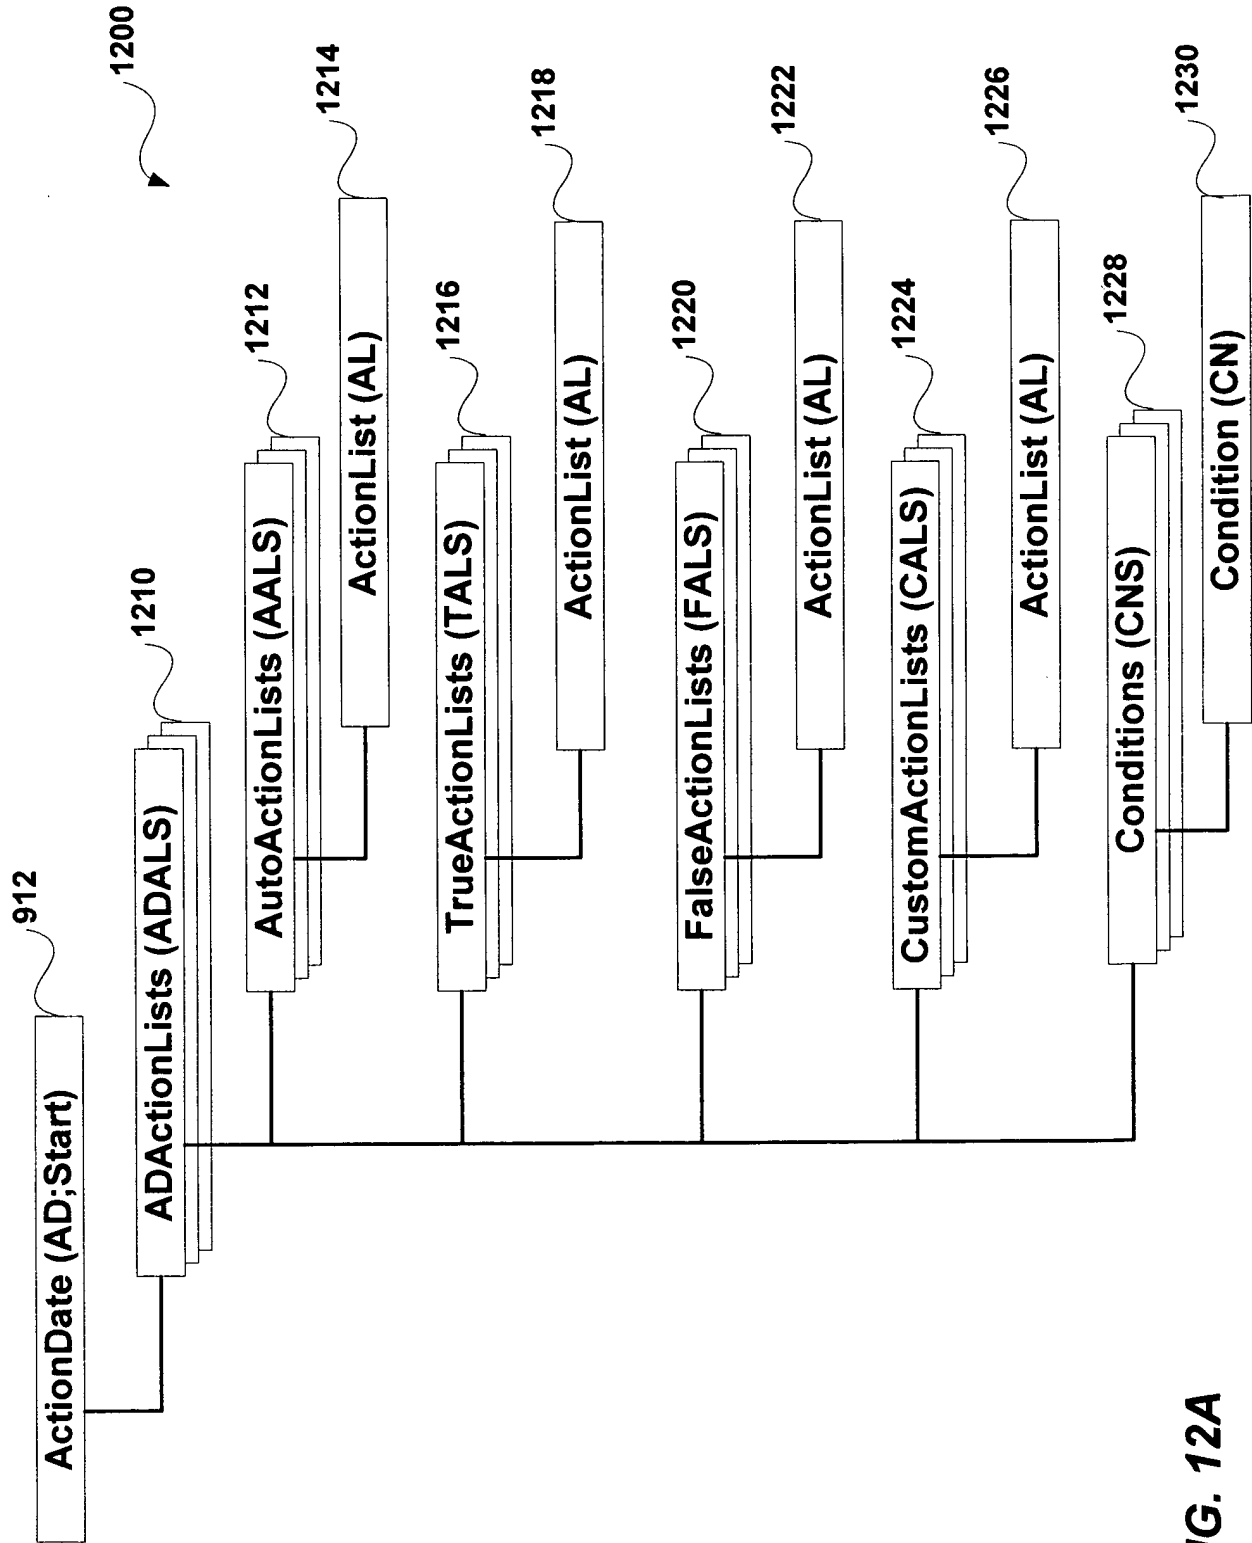 1200
912
ActionDate (AD;Start)
1210
ADActionLists (ADALS)
1212
AutoActionLists (AALS)
1214
ActionList (AL)
1216
TrueActionLists (TALS)
1218
ActionList (AL)
1220
FalseActionLists (FALS)
1222
ActionList (AL)
1224
CustomActionLists (CALS)
1226
ActionList (AL)
1228
Conditions (CNS)
1230
Condition (CN)
IG. 12A